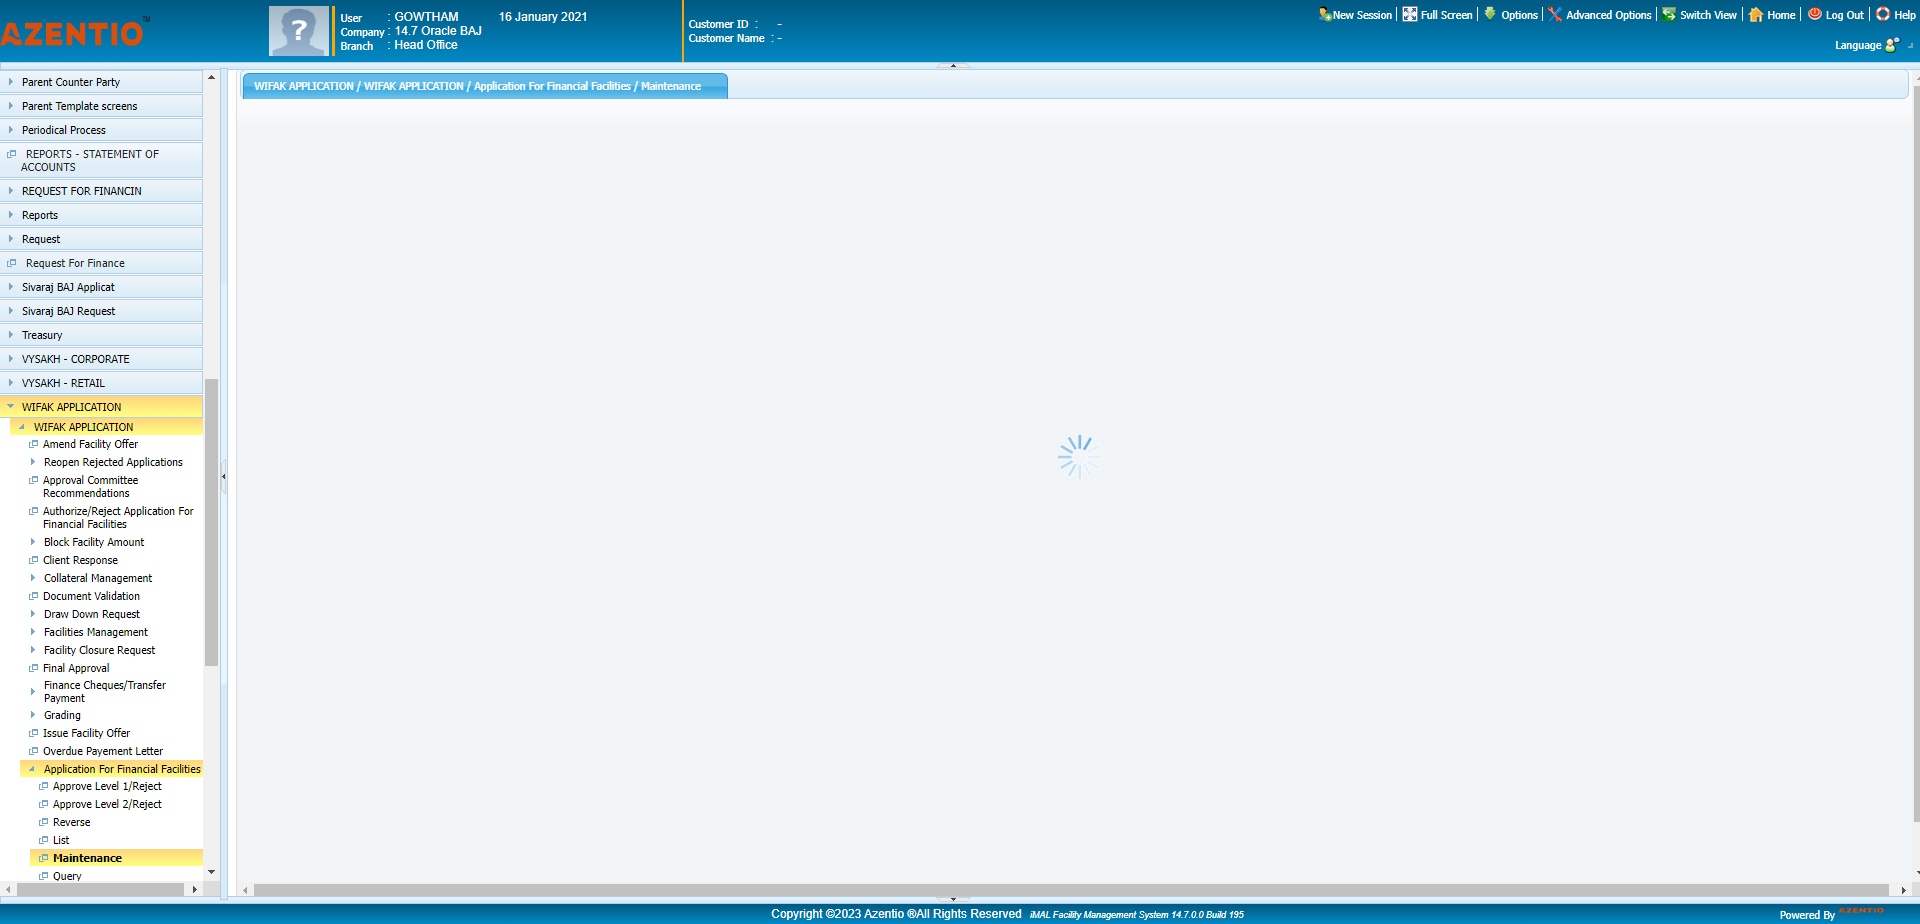 AZENTIO™
User : GOWTHAM 16 January 2021
Company : 14.7 Oracle BAJ
Branch : Head Office
Customer ID : -
Customer Name : -
New Session Full Screen Options Advanced Options Switch View Home Log Out Help
Language
Parent Counter Party
Parent Template screens
Periodical Process
REPORTS - STATEMENT OF
ACCOUNTS
REQUEST FOR FINANCIN
Reports
Request
Request For Finance
Sivaraj BAJ Applicat
Sivaraj BAJ Request
Treasury
VYSAKH - CORPORATE
VYSAKH - RETAIL
WIFAK APPLICATION
WIFAK APPLICATION
Amend Facility Offer
Reopen Rejected Applications
Approval Committee
Recommendations
Authorize/Reject Application For
Financial Facilities
Block Facility Amount
Client Response
Collateral Management
Document Validation
Draw Down Request
Facilities Management
Facility Closure Request
Final Approval
Finance Cheques/Transfer
Payment
Grading
Issue Facility Offer
Overdue Payement Letter
Application For Financial Facilities
Approve Level 1/Reject
Approve Level 2/Reject
Reverse
List
Maintenance
Query
WIFAK APPLICATION / WIFAK APPLICATION / Application For Financial Facilities / Maintenance
Copyright ©2023 Azentio ®All Rights Reserved iMAL Facility Management System 14.7.0.0 Build 195
Powered By AZENTIO